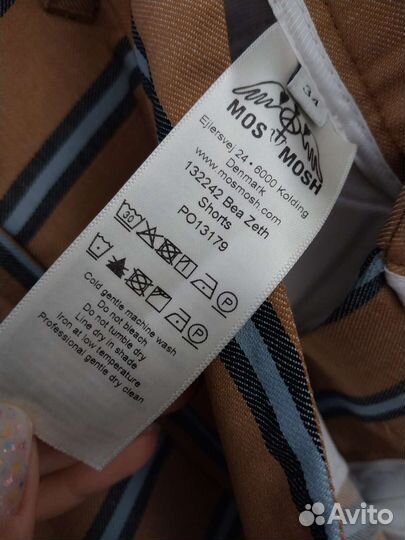 34
MOS MOSH
Ejlersvej 24 • 6000 Kolding
Denmark
www.mosmosh.com
132242 Bea Zeth
Shorts
PO13179
30
P
P
Cold gentle machine wash
Do not bleach
Do not tumble dry
Line dry in shade
Iron at low temperature
Professional gentle dry clean
Avito